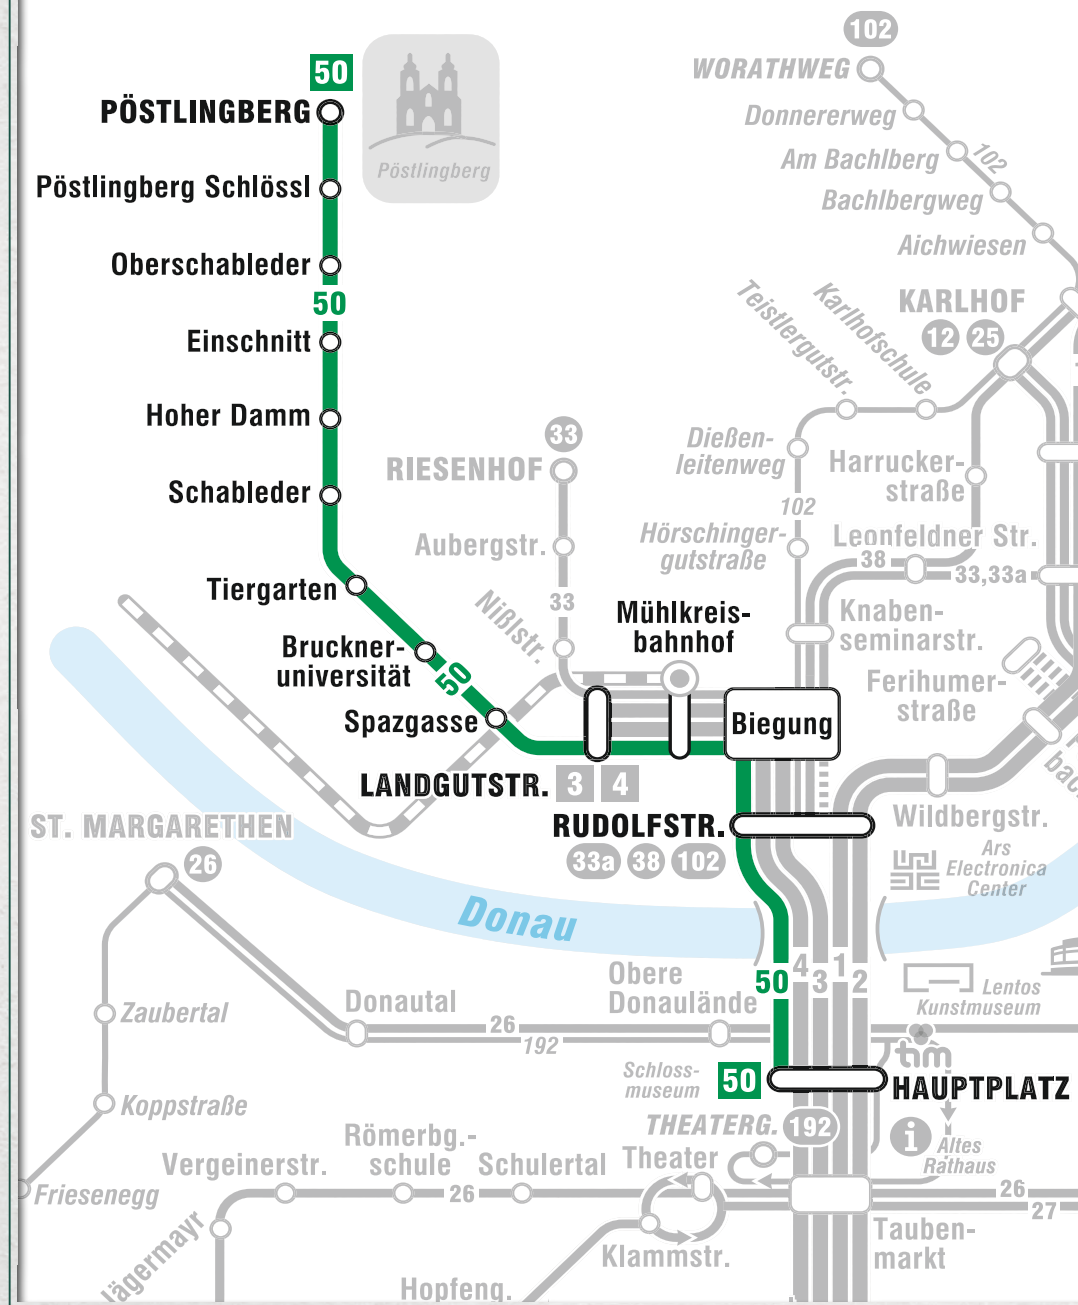 102
WORATHWEG
50
PÖSTLINGBERG
Pöstlingberg
Donnererweg
Am Bachlberg
102
Pöstlingberg Schlössl
Bachlbergweg
Aichwiesen
Oberschableder
50
Teistlergutstr.
Karlhofschule
KARLHOF
12 25
Einschnitt
Hoher Damm
33
RIESENHOF
Dießen-
leitenweg
Harrucker-
straße
Schableder
102
Aubergstr.
Hörschinger-
gutstraße
Leonfeldner Str.
38
33,33a
Tiergarten
Nißlstr.
33
Mühlkreis-
bahnhof
Knaben-
seminarstr.
Bruckner-
universität
50
Ferihumer-
straße
Spazgasse
Biegung
LANDGUTSTR.
3 4
ST. MARGARETHEN
26
RUDOLFSTR.
33a 38 102
Wildbergstr.
Ars
Electronica
Center
Donau
50
4
3
1
2
Obere
Donaulände
Lentos
Kunstmuseum
Zaubertal
Donautal
26
192
tim
Schloss-
museum
50
HAUPTPLATZ
Koppstraße
THEATERG.
192
i
Altes
Rathaus
Römerbg.-
schule
Vergeinerstr.
Schulertal
Theater
Friesenegg
26
26
27
Jägermayr
Klammstr.
Tauben-
markt
Hopfeng.